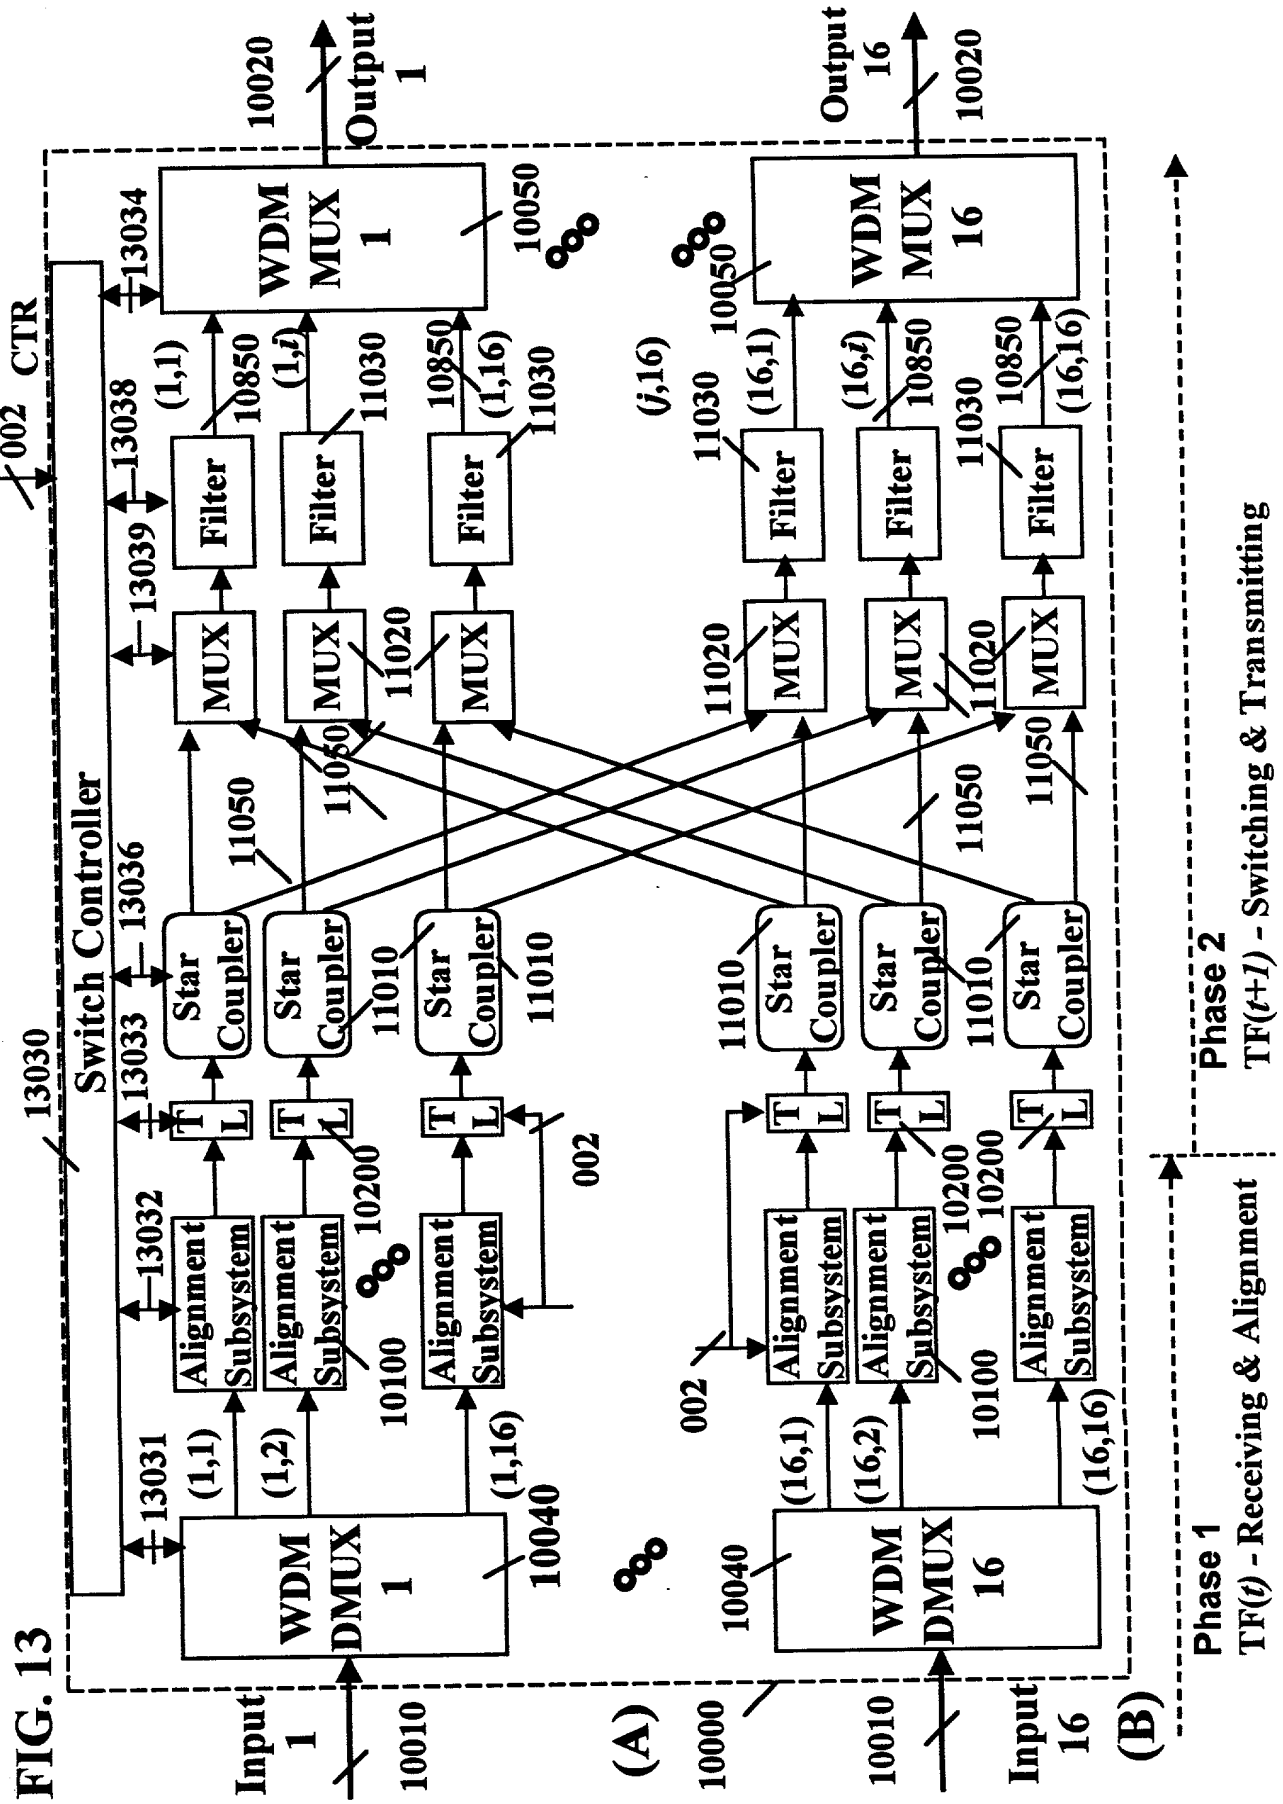 FIG. 13
002
CTR
13030
Switch Controller
13031
13032
13033
13036
13039
13038
13034
Input
1
10010
WDM
DMUX
1
10040
(1,1)
(1,2)
(1,16)
Alignment
Subsystem
Alignment
Subsystem
Alignment
Subsystem
10100
T
L
T
L
T
L
10200
002
Star
Coupler
Star
Coupler
Star
Coupler
11010
11010
11050
11050
MUX
MUX
MUX
11020
Filter
Filter
Filter
(1,1)
10850
(1,i)
11030
10850
(1,16)
11030
WDM
MUX
1
10050
10020
Output
1
(A)
10000
Input
16
10010
WDM
DMUX
16
10040
(16,1)
(16,2)
(16,16)
002
Alignment
Subsystem
Alignment
Subsystem
Alignment
Subsystem
10100
T
L
T
L
T
L
10200
10200
Star
Coupler
Star
Coupler
Star
Coupler
11010
11010
11050
11050
MUX
MUX
MUX
11020
11020
Filter
Filter
Filter
11030
11030
(j,16)
(16,1)
(16,i)
10850
10850
(16,16)
10050
WDM
MUX
16
Output
16
10020
(B)
Phase 1
TF(t) - Receiving & Alignment
Phase 2
TF(t+1) - Switching & Transmitting